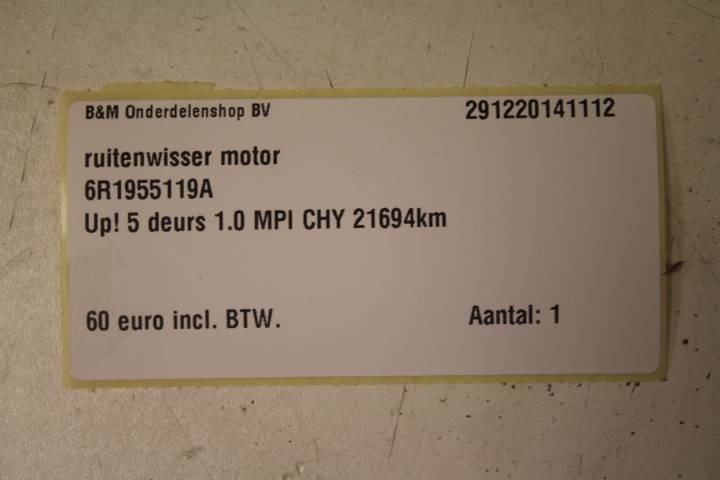 B&M Onderdelenshop BV 291220141112
ruitenwisser motor
6R1955119A
Up! 5 deurs 1.0 MPI CHY 21694km
60 euro incl. BTW. Aantal: 1